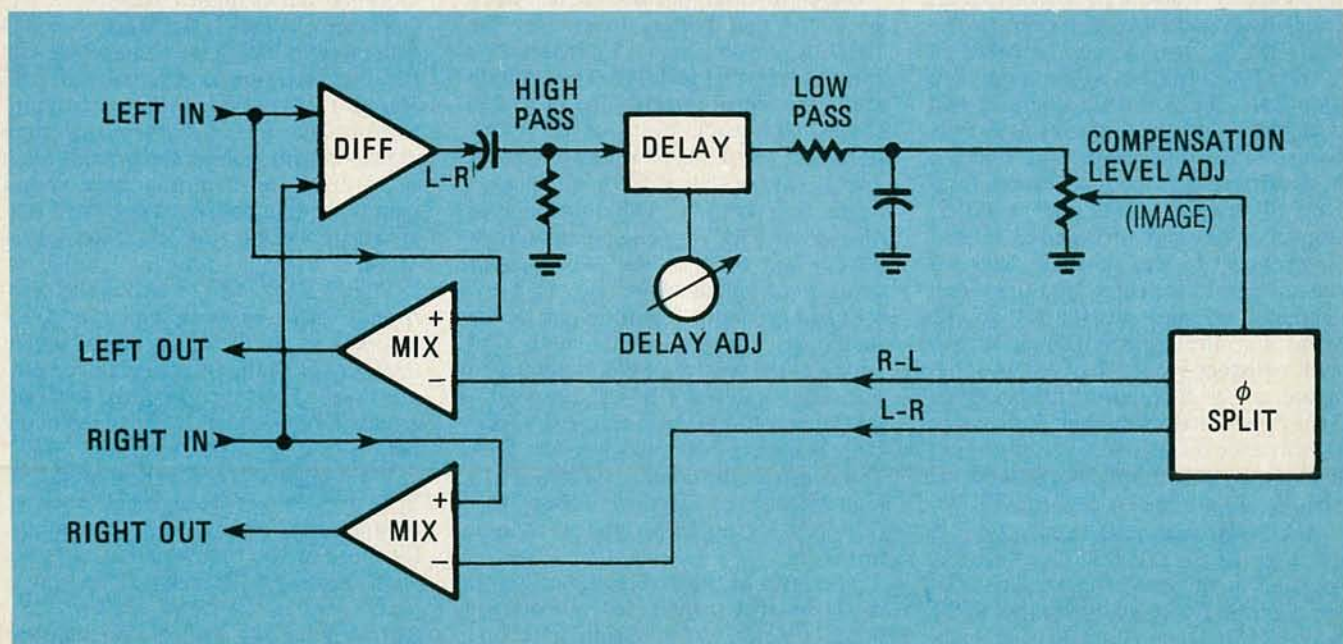 LEFT IN
DIFF
L-R
HIGH
PASS
DELAY
LOW
PASS
COMPENSATION
LEVEL ADJ
(IMAGE)
DELAY ADJ
+
MIX
−
LEFT OUT
R-L
L-R
φ
SPLIT
RIGHT IN
+
MIX
−
RIGHT OUT